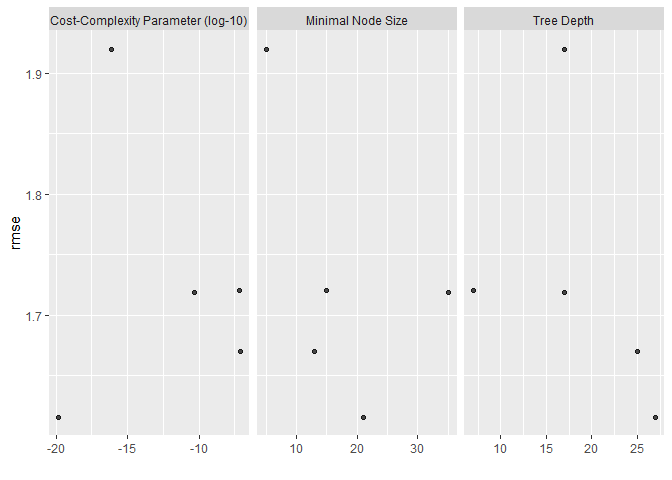 Cost-Complexity Parameter (log-10) Minimal Node Size Tree Depth
1.9
1.8
1.7
rmse
-20 -15 -10 10 20 30 10 15 20 25